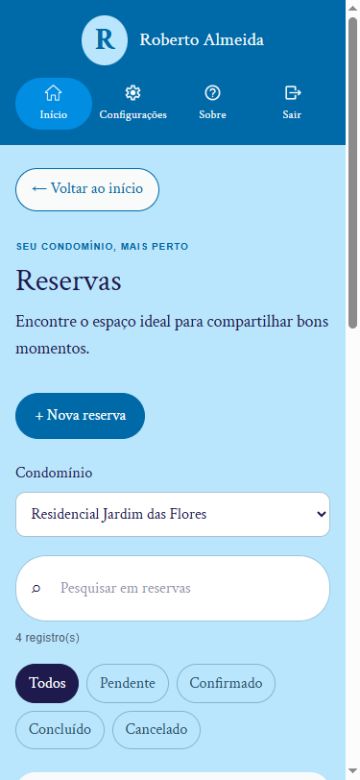 R Roberto Almeida
Início Configurações Sobre Sair
← Voltar ao início
SEU CONDOMÍNIO, MAIS PERTO
Reservas
Encontre o espaço ideal para compartilhar bons
momentos.
+ Nova reserva
Condomínio
Residencial Jardim das Flores
Pesquisar em reservas
4 registro(s)
Todos Pendente Confirmado
Concluído Cancelado